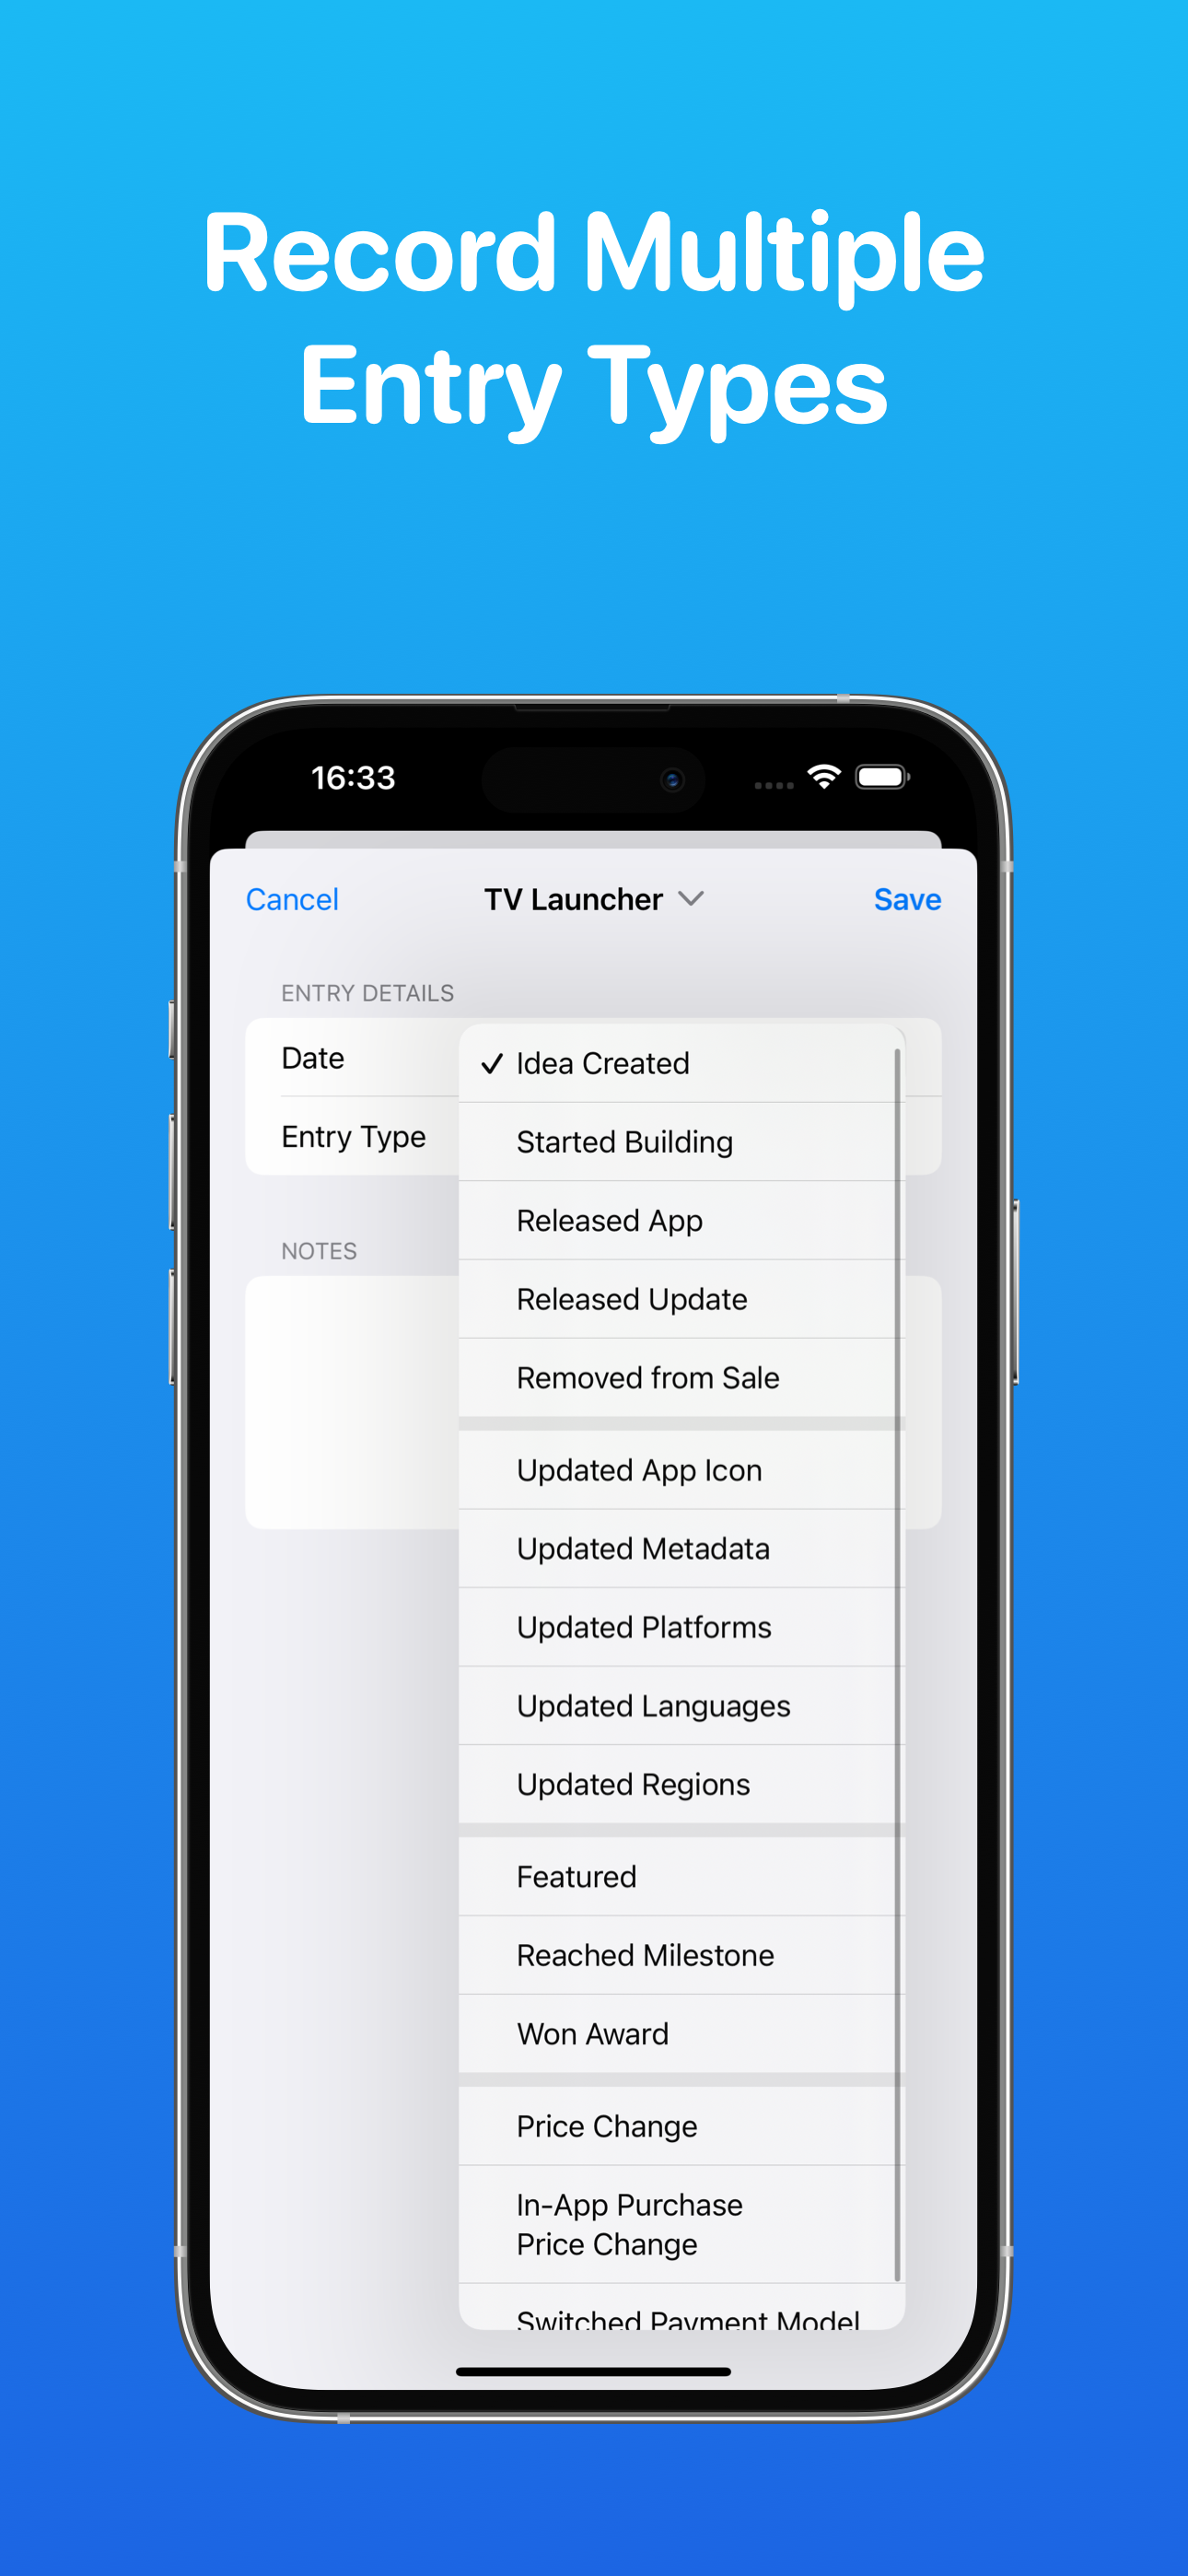 Record Multiple
Entry Types
16:33
Cancel
TV Launcher
Save
ENTRY DETAILS
Date
Entry Type
NOTES
Idea Created
Started Building
Released App
Released Update
Removed from Sale
Updated App Icon
Updated Metadata
Updated Platforms
Updated Languages
Updated Regions
Featured
Reached Milestone
Won Award
Price Change
In-App Purchase
Price Change
Switched Payment Model